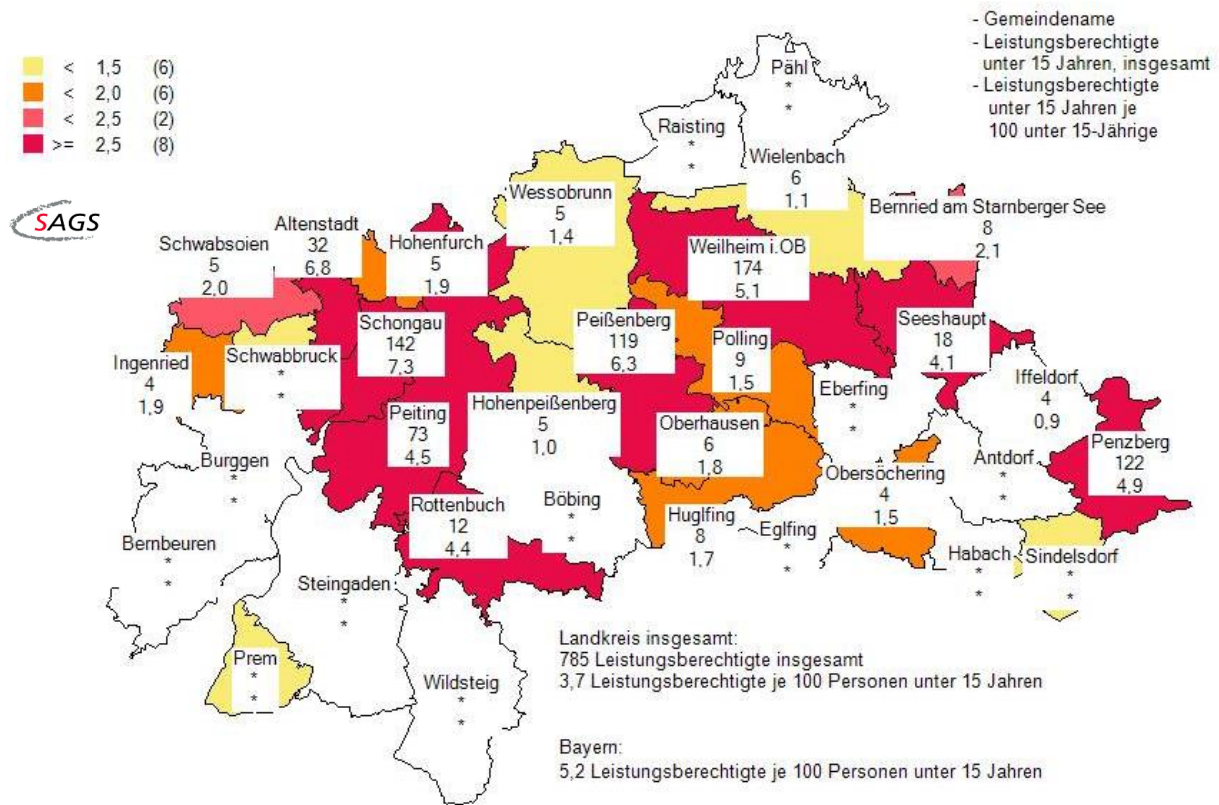 < 1,5 (6)
< 2,0 (6)
< 2,5 (2)
>= 2,5 (8)
SAGS
- Gemeindename
- Leistungsberechtigte
unter 15 Jahren, insgesamt
- Leistungsberechtigte
unter 15 Jahren je
100 unter 15-Jährige
Pähl
*
*
Raisting
*
*
Wielenbach
6
1,1
Wessobrunn
5
1,4
Bernried am Starnberger See
8
2,1
Altenstadt
32
6,8
Hohenfurch
5
1,9
Schwabsoien
5
2,0
Weilheim i.OB
174
5,1
Schongau
142
7,3
Peißenberg
119
6,3
Seeshaupt
18
4,1
Polling
9
1,5
Schwabbruck
*
*
Ingenried
4
1,9
Eberfing
*
*
Iffeldorf
4
0,9
Peiting
73
4,5
Hohenpeißenberg
5
1,0
Oberhausen
6
1,8
Penzberg
122
4,9
Burggen
*
*
Antdorf
*
*
Obersöchering
4
1,5
Böbing
*
*
Rottenbuch
12
4,4
Huglfing
8
1,7
Eglfing
*
*
Bernbeuren
*
*
Habach
*
*
Sindelsdorf
*
*
Steingaden
*
*
Prem
*
*
Wildsteig
*
*
Landkreis insgesamt:
785 Leistungsberechtigte insgesamt
3,7 Leistungsberechtigte je 100 Personen unter 15 Jahren
Bayern:
5,2 Leistungsberechtigte je 100 Personen unter 15 Jahren